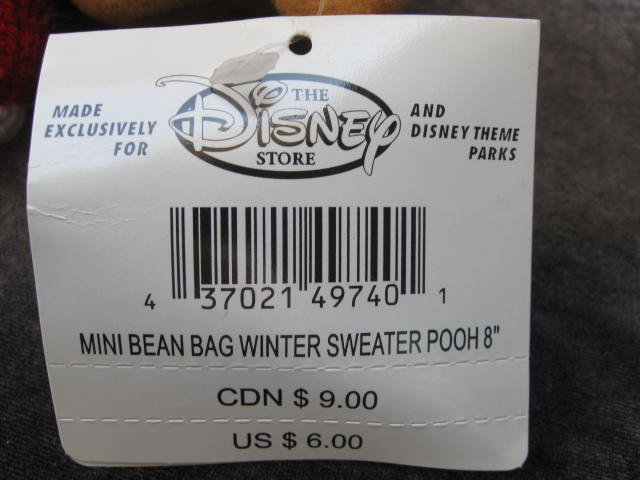 MADE EXCLUSIVELY FOR
THE DISNEY STORE
AND DISNEY THEME PARKS
4 37021 49740 1
MINI BEAN BAG WINTER SWEATER POOH 8"
CDN $ 9.00
US $ 6.00